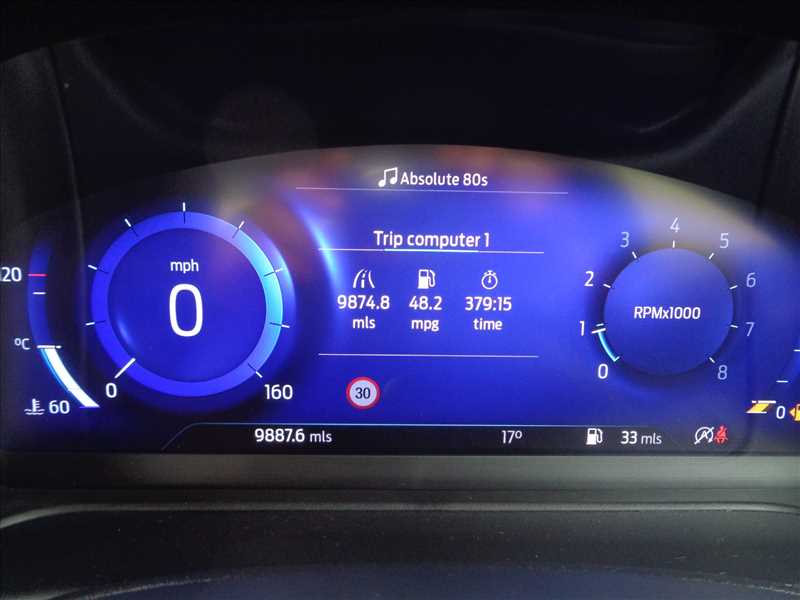 Absolute 80s
Trip computer 1
9874.8 48.2 379:15
mls mpg time
mph
0
0 160
120
°C
60
30
RPMx1000
0 1 2 3 4 5 6 7 8
0
9887.6 mls 17° 33 mls